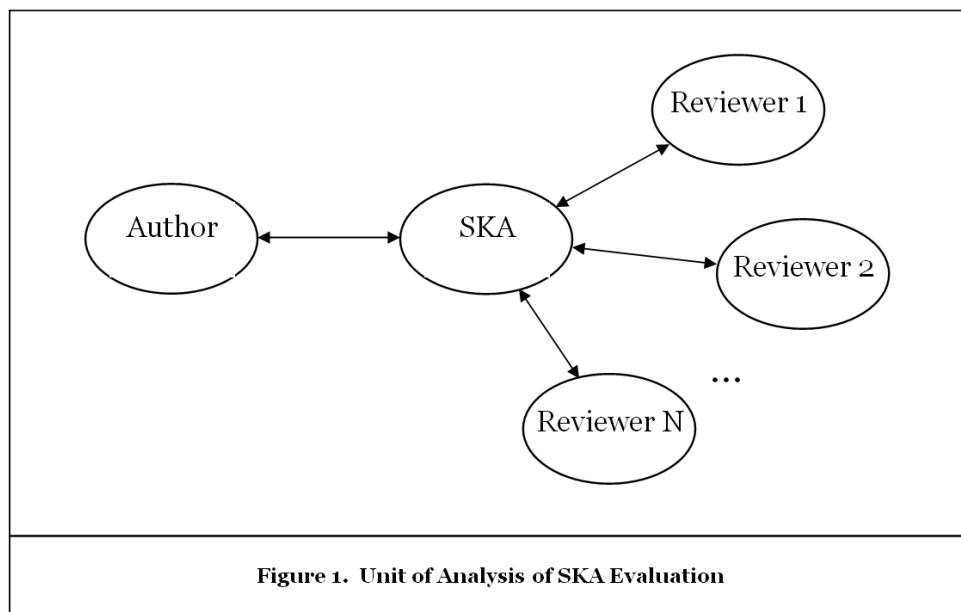 Reviewer 1
Author
SKA
Reviewer 2
...
Reviewer N
Figure 1. Unit of Analysis of SKA Evaluation